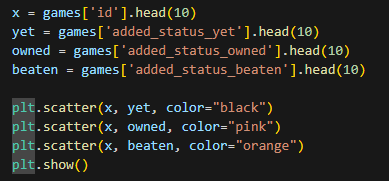 x = games['id'].head(10)
yet = games['added_status_yet'].head(10)
owned = games['added_status_owned'].head(10)
beaten = games['added_status_beaten'].head(10)

plt.scatter(x, yet, color="black")
plt.scatter(x, owned, color="pink")
plt.scatter(x, beaten, color="orange")
plt.show()